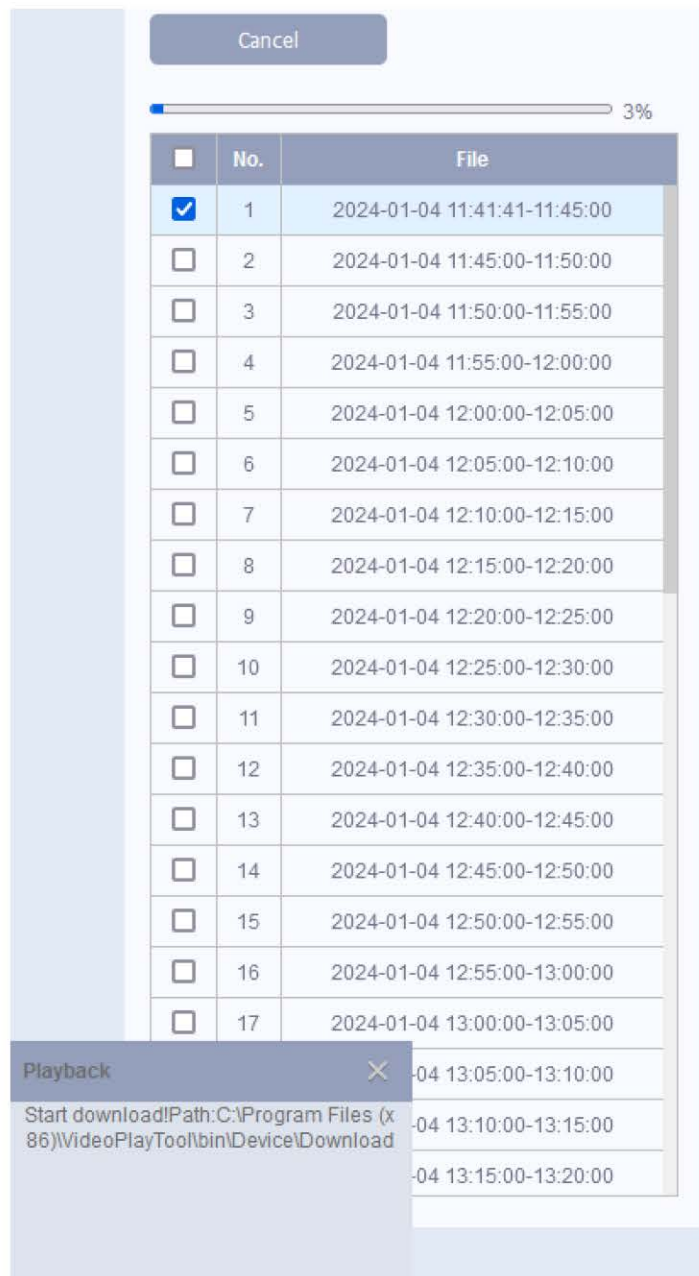 Cancel
3%
No. File
1 2024-01-04 11:41:41-11:45:00
2 2024-01-04 11:45:00-11:50:00
3 2024-01-04 11:50:00-11:55:00
4 2024-01-04 11:55:00-12:00:00
5 2024-01-04 12:00:00-12:05:00
6 2024-01-04 12:05:00-12:10:00
7 2024-01-04 12:10:00-12:15:00
8 2024-01-04 12:15:00-12:20:00
9 2024-01-04 12:20:00-12:25:00
10 2024-01-04 12:25:00-12:30:00
11 2024-01-04 12:30:00-12:35:00
12 2024-01-04 12:35:00-12:40:00
13 2024-01-04 12:40:00-12:45:00
14 2024-01-04 12:45:00-12:50:00
15 2024-01-04 12:50:00-12:55:00
16 2024-01-04 12:55:00-13:00:00
17 2024-01-04 13:00:00-13:05:00
-04 13:05:00-13:10:00
-04 13:10:00-13:15:00
-04 13:15:00-13:20:00
Playback
Start download!Path:C:\Program Files (x
86)\VideoPlayTool\bin\Device\Download